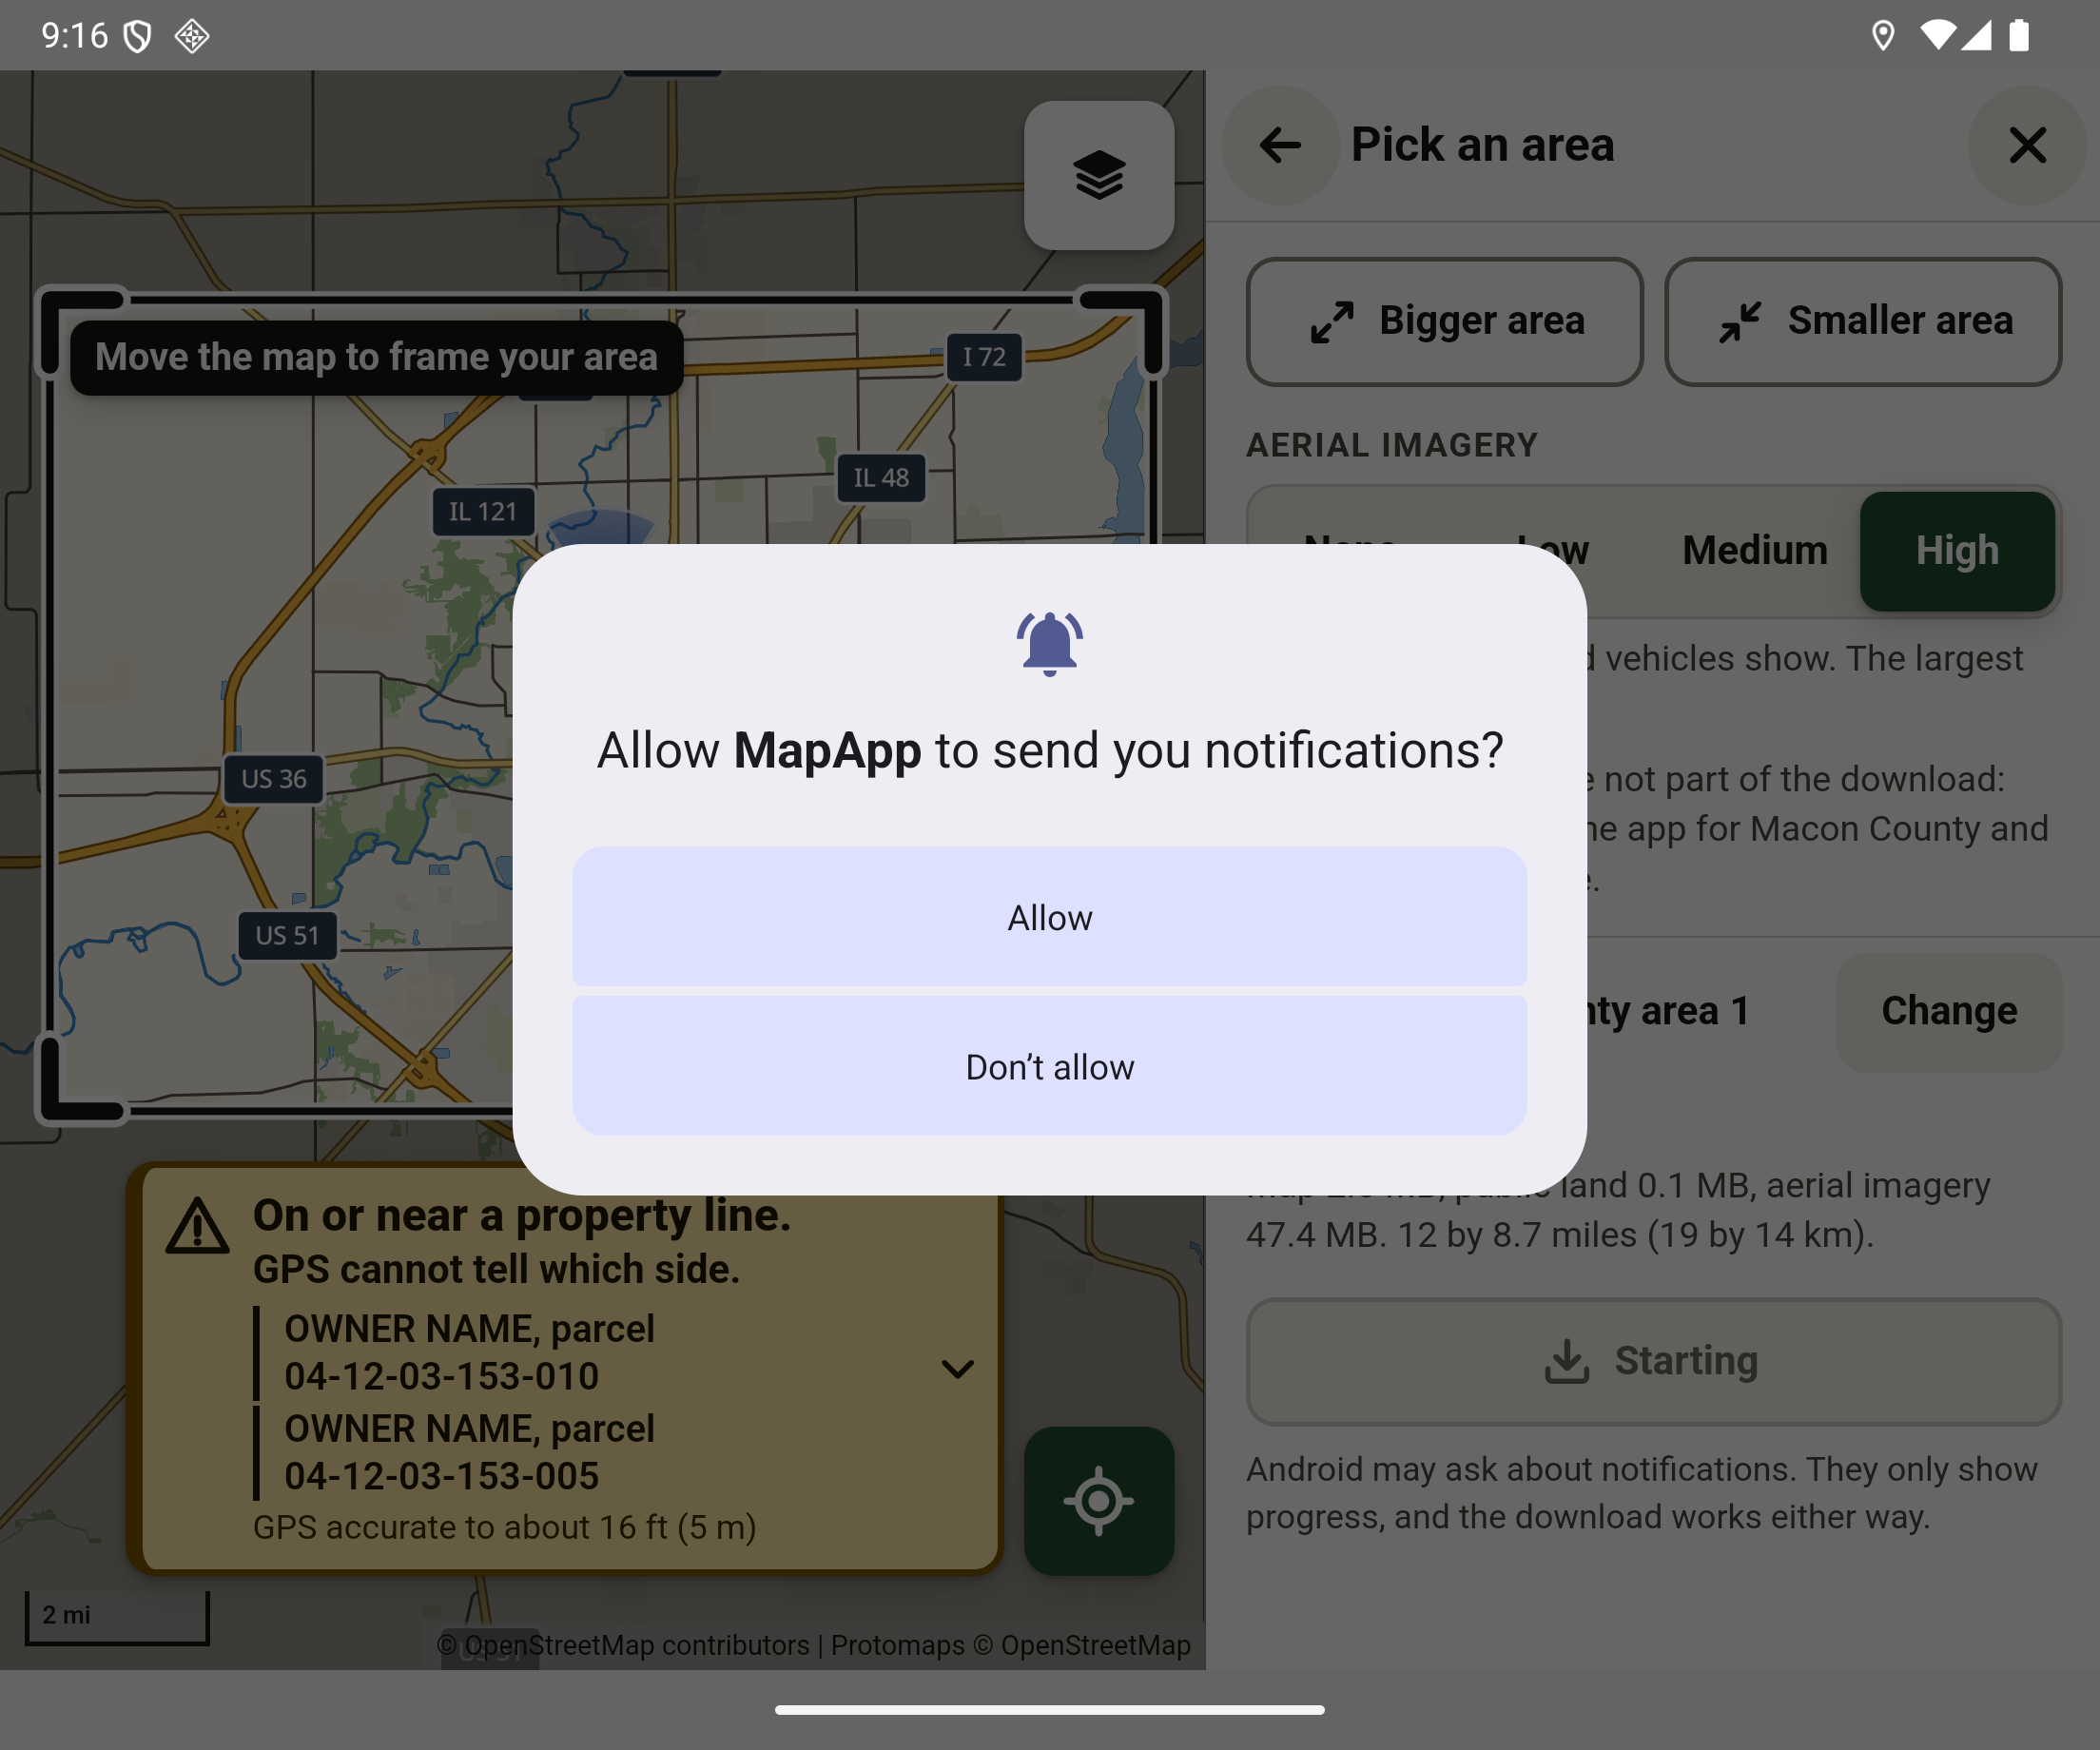 9:16
Pick an area
Bigger area
Smaller area
Move the map to frame your area
I 72
AERIAL IMAGERY
IL 48
IL 121
Medium
High
vehicles show. The largest
Allow MapApp to send you notifications?
US 36
not part of the download:
app for Macon County and
Allow
US 51
area 1
Change
Don’t allow
land 0.1 MB, aerial imagery
47.4 MB. 12 by 8.7 miles (19 by 14 km).
On or near a property line.
GPS cannot tell which side.
OWNER NAME, parcel
04-12-03-153-010
Starting
OWNER NAME, parcel
04-12-03-153-005
GPS accurate to about 16 ft (5 m)
Android may ask about notifications. They only show
progress, and the download works either way.
2 mi
© OpenStreetMap contributors | Protomaps © OpenStreetMap